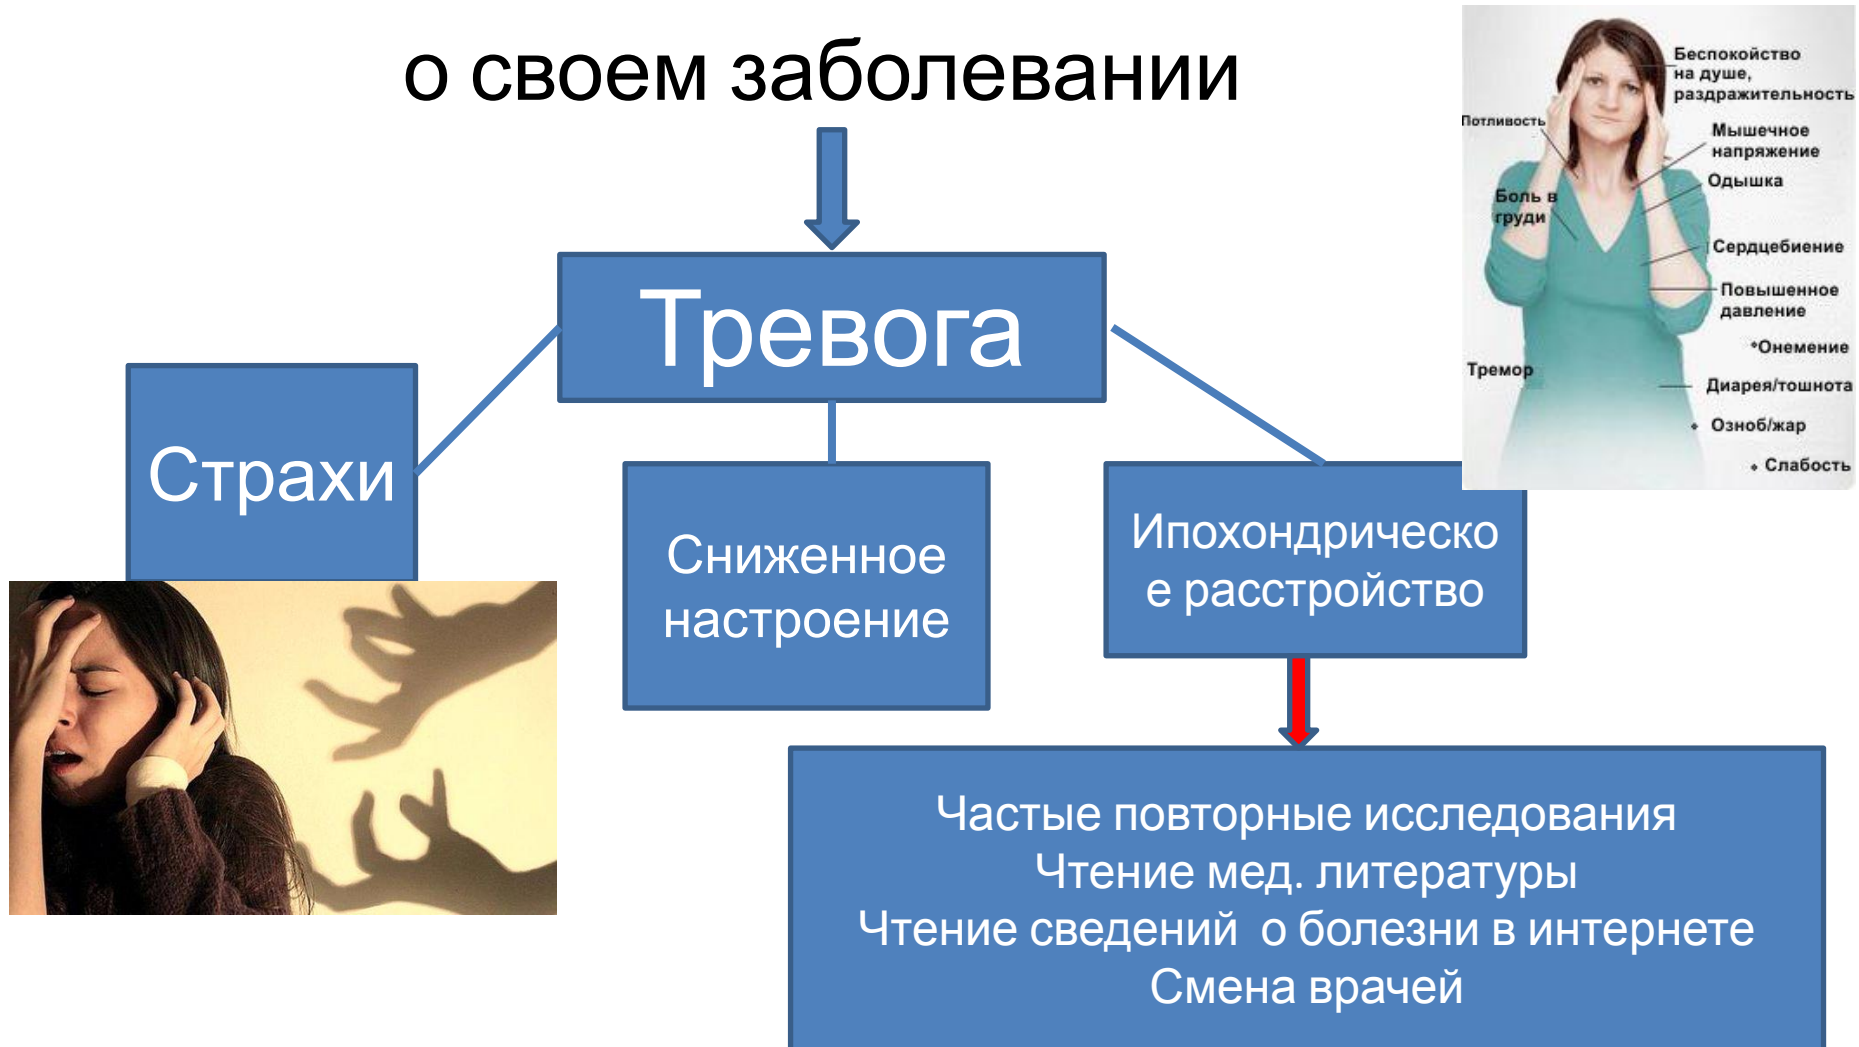 о своем заболевании
Тревога
Страхи
Сниженное
настроение
Ипохондрическо
е расстройство
Частые повторные исследования
Чтение мед. литературы
Чтение сведений о болезни в интернете
Смена врачей
Беспокойство
на душе,
раздражительность
Потливость
Мышечное
напряжение
Одышка
Боль в
груди
Сердцебиение
Повышенное
давление
Онемение
Тремор
Диарея/тошнота
Озноб/жар
Слабость